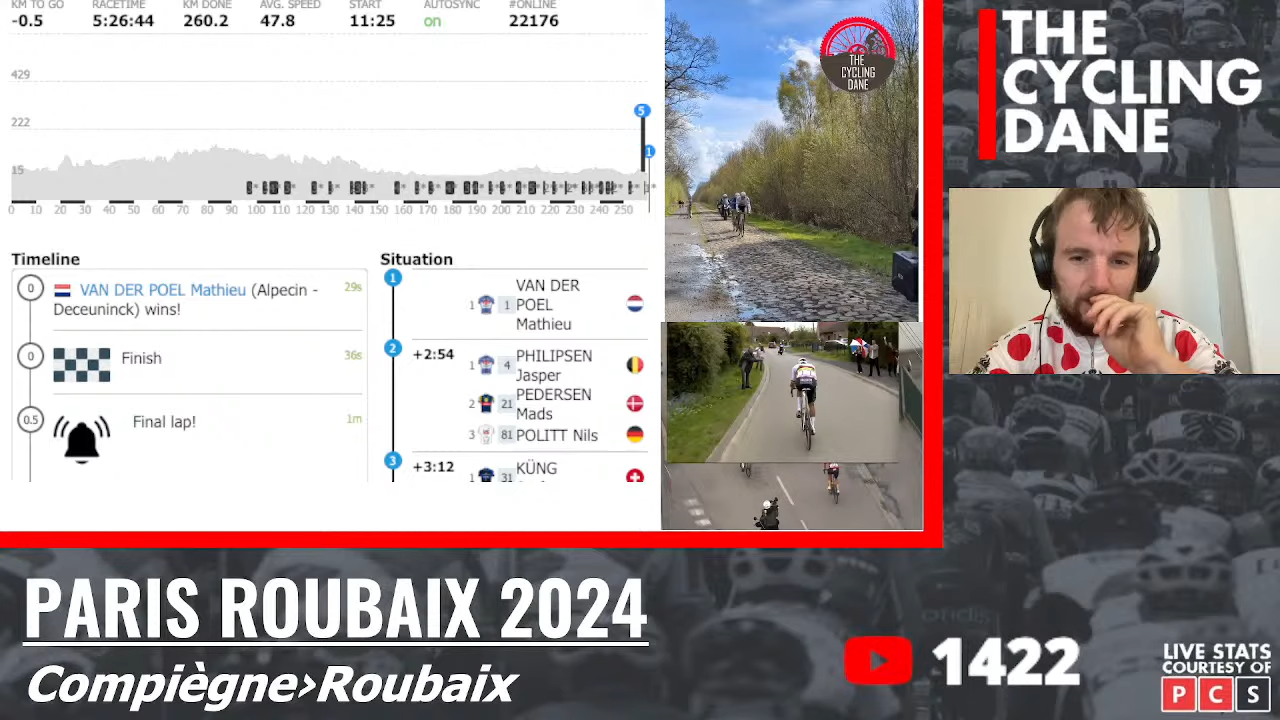 KM TO GO RACETIME KM DONE AVG. SPEED START AUTOSYNC #ONLINE
-0.5 5:26:44 260.2 47.8 11:25 on 22176
429
222
15
5
1
0 10 20 30 40 50 60 70 80 90 100 110 120 130 140 150 160 170 180 190 200 210 220 230 240 250
Timeline
0 VAN DER POEL Mathieu (Alpecin - 29s
Deceuninck) wins!
0 Finish 36s
0.5 Final lap! 1m
Situation
1
VAN DER
1 1 POEL
Mathieu
2 +2:54
PHILIPSEN
1 4 Jasper
PEDERSEN
2 21 Mads
3 81 POLITT Nils
3 +3:12
KÜNG
1 31
THE
CYCLING
DANE
THE
CYCLING
DANE
PARIS ROUBAIX 2024
Compiègne>Roubaix
1422
LIVE STATS
COURTESY OF
PCS